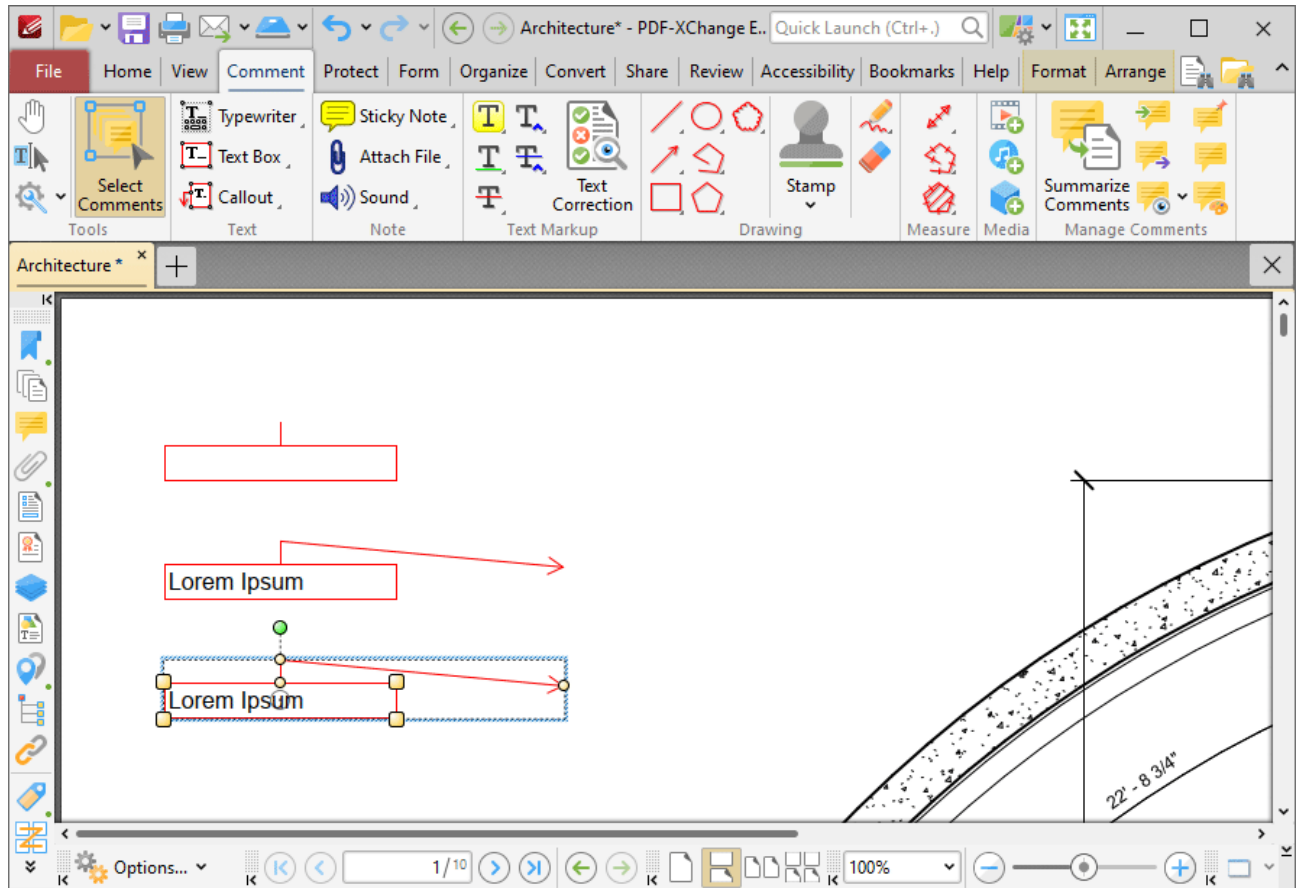 Architecture* - PDF-XChange E.. Quick Launch (Ctrl+.)
File Home View Comment Protect Form Organize Convert Share Review Accessibility Bookmarks Help Format Arrange
Typewriter Sticky Note
Text Box Attach File
Select Comments Callout Sound Text Correction Stamp Summarize Comments
Tools Text Note Text Markup Drawing Measure Media Manage Comments
Architecture *
Lorem Ipsum
Lorem Ipsum
22' - 8 3/4"
Options... 1/10 100%